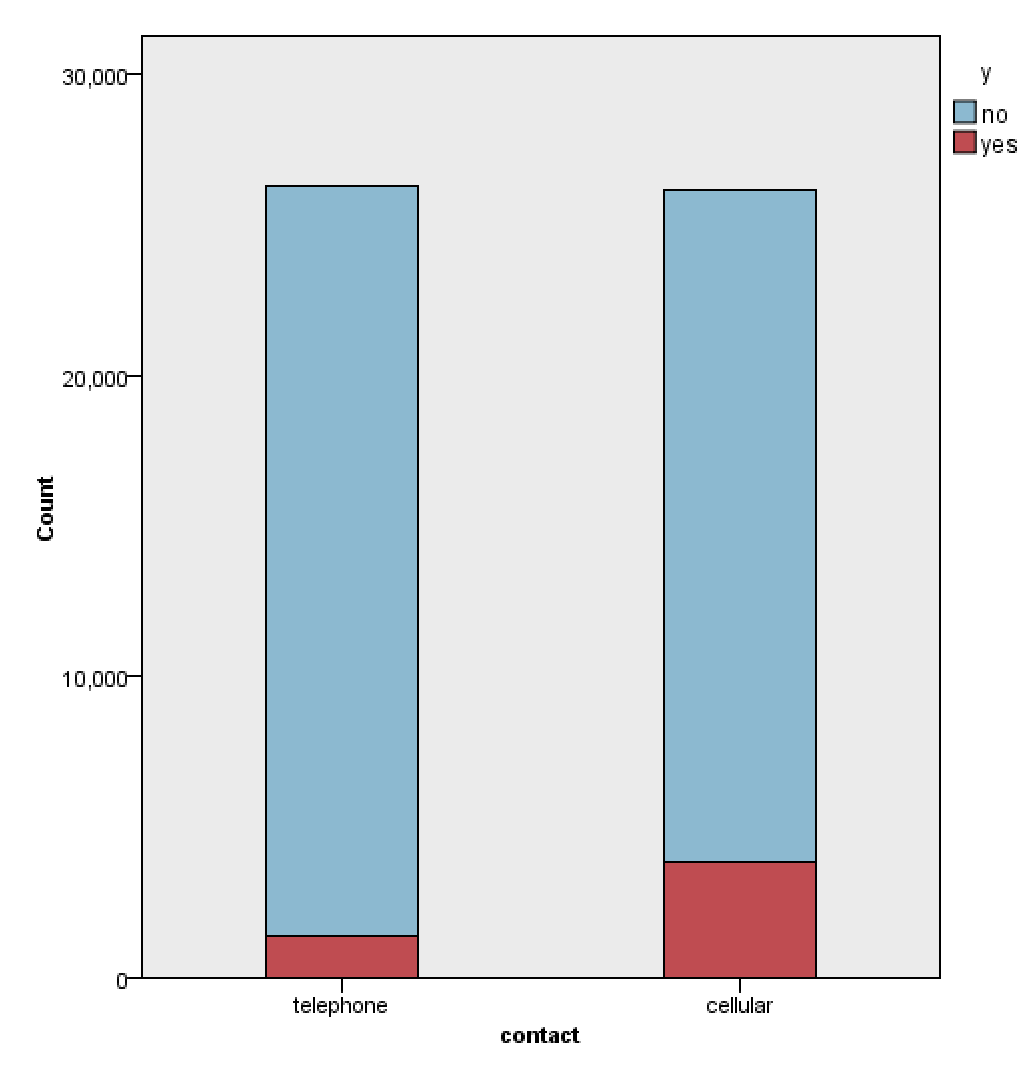 30,000
20,000
10,000
0
Count
telephone
cellular
contact
y
no
yes